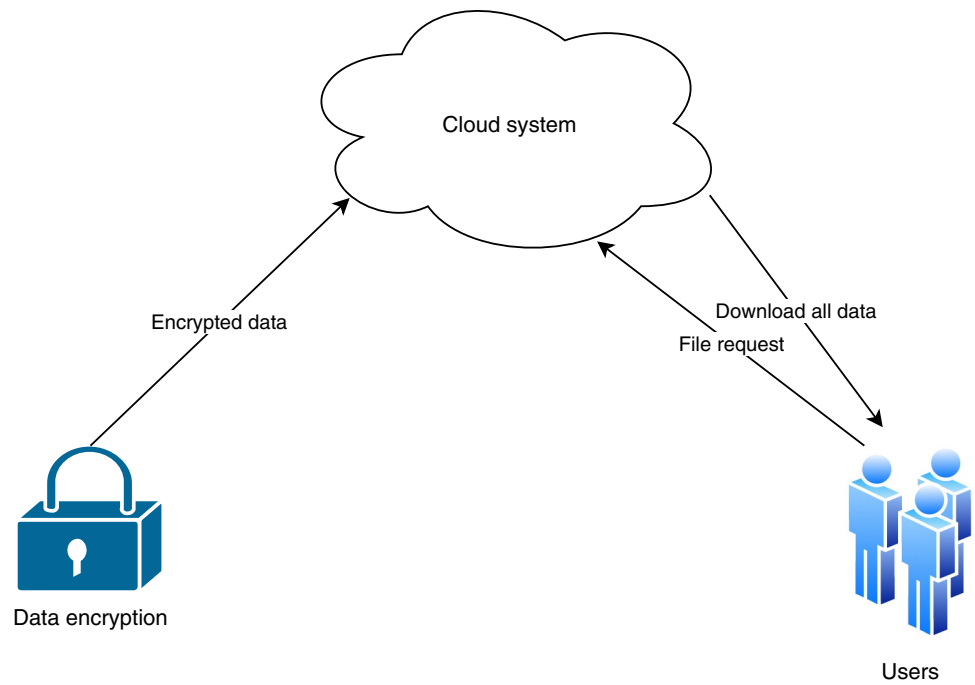 Cloud system
Encrypted data
Download all data
File request
Data encryption
Users